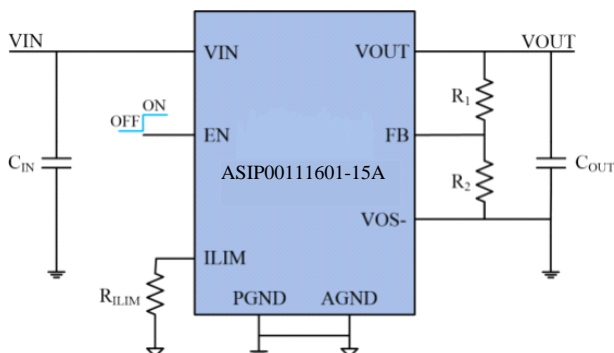 VIN
VOUT
VIN
VOUT
ON
OFF
R1
EN
FB
CIN
ASIP00111601-15A
R2
COUT
VOS-
ILIM
RILIM
PGND
AGND